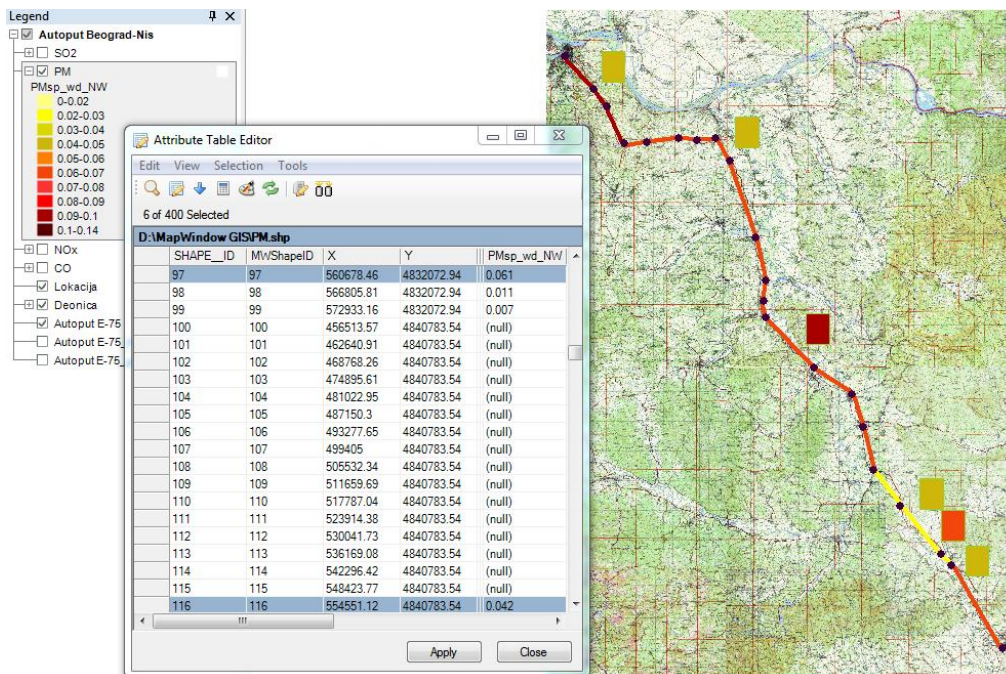 Legend
Autoput Beograd-Nis
SO2
PM
PMsp_wd_NW
0-0.02
0.02-0.03
0.03-0.04
0.04-0.05
0.05-0.06
0.06-0.07
0.07-0.08
0.08-0.09
0.09-0.1
0.1-0.14
NOx
CO
Lokacija
Deonica
Autoput E-75
Autoput E-75_
Autoput E-75_
Attribute Table Editor
Edit View Selection Tools
6 of 400 Selected
D:\MapWindow GIS\PM.shp
SHAPE__ID MWShapeID X Y PMsp_wd_NW
97 97 560678.46 4832072.94 0.061
98 98 566805.81 4832072.94 0.011
99 99 572933.16 4832072.94 0.007
100 100 456513.57 4840783.54 (null)
101 101 462640.91 4840783.54 (null)
102 102 468768.26 4840783.54 (null)
103 103 474895.61 4840783.54 (null)
104 104 481022.95 4840783.54 (null)
105 105 487150.3 4840783.54 (null)
106 106 493277.65 4840783.54 (null)
107 107 499405 4840783.54 (null)
108 108 505532.34 4840783.54 (null)
109 109 511659.69 4840783.54 (null)
110 110 517787.04 4840783.54 (null)
111 111 523914.38 4840783.54 (null)
112 112 530041.73 4840783.54 (null)
113 113 536169.08 4840783.54 (null)
114 114 542296.42 4840783.54 (null)
115 115 548423.77 4840783.54 (null)
116 116 554551.12 4840783.54 0.042
Apply Close